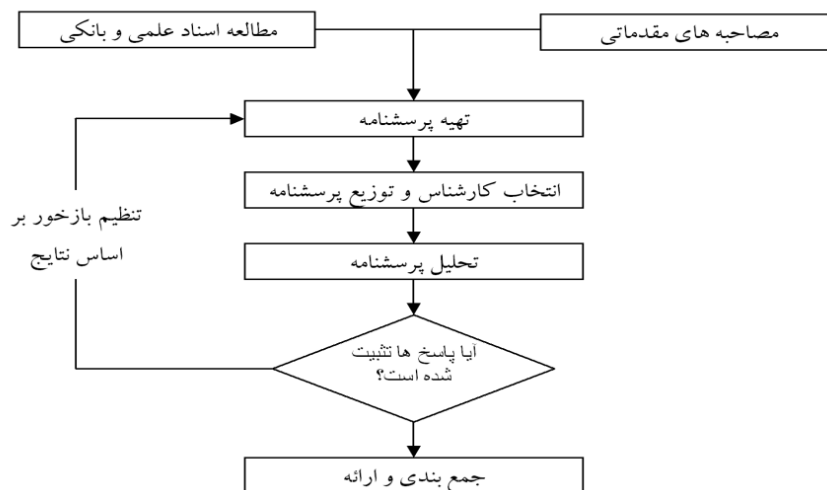 مصاحبه های مقدماتی
مطالعه اسناد علمی و بانکی
تهیه پرسشنامه
انتخاب کارشناس و توزیع پرسشنامه
تنظیم بازخور بر
اساس نتایج
تحلیل پرسشنامه
آیا پاسخ ها تثبیت
شده است؟
جمع بندی و ارائه